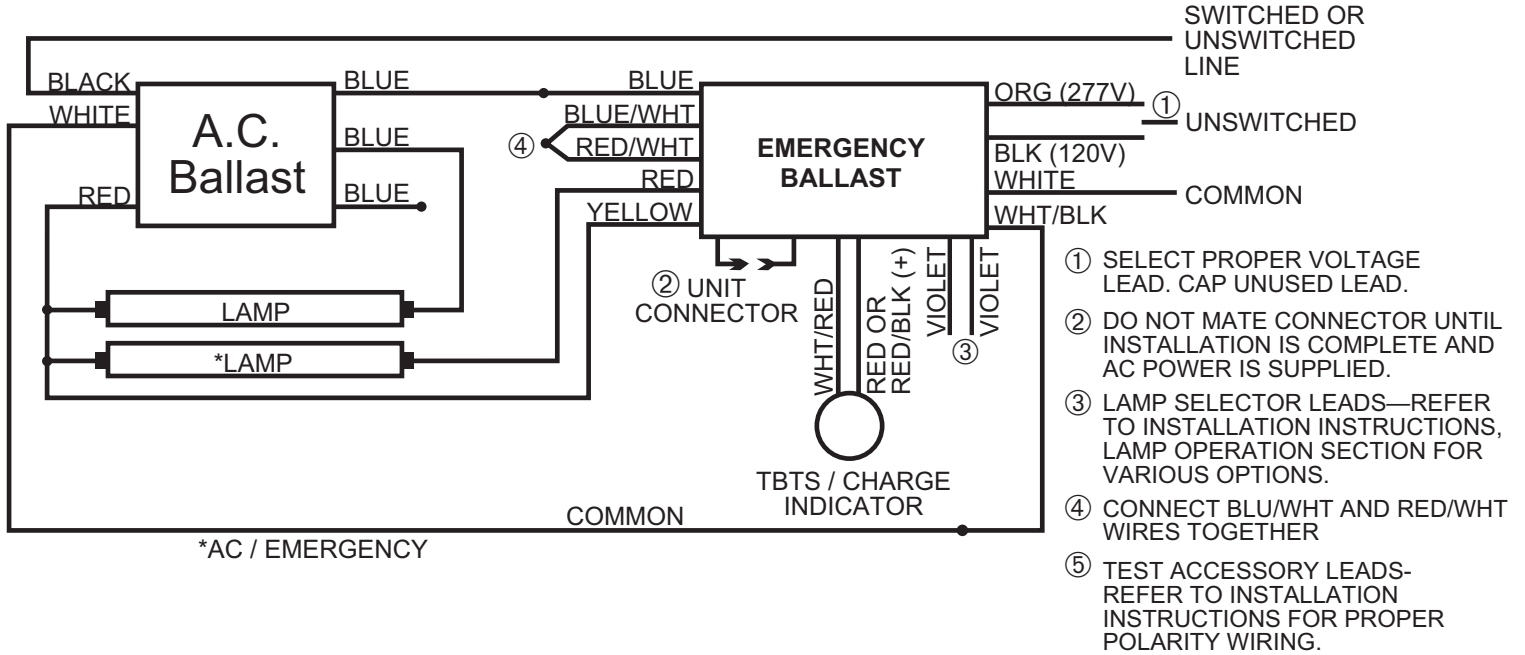 SWITCHED OR
UNSWITCHED
LINE
BLACK
WHITE
RED
A.C.
Ballast
BLUE
BLUE
BLUE
BLUE
BLUE/WHT
④
RED/WHT
RED
YELLOW
EMERGENCY
BALLAST
ORG (277V)
①
UNSWITCHED
BLK (120V)
WHITE
COMMON
WHT/BLK
LAMP
*LAMP
② UNIT
CONNECTOR
WHT/RED
RED OR
RED/BLK (+)
VIOLET
VIOLET
③
TBTS / CHARGE
INDICATOR
COMMON
*AC / EMERGENCY
① SELECT PROPER VOLTAGE
LEAD. CAP UNUSED LEAD.
② DO NOT MATE CONNECTOR UNTIL
INSTALLATION IS COMPLETE AND
AC POWER IS SUPPLIED.
③ LAMP SELECTOR LEADS—REFER
TO INSTALLATION INSTRUCTIONS,
LAMP OPERATION SECTION FOR
VARIOUS OPTIONS.
④ CONNECT BLU/WHT AND RED/WHT
WIRES TOGETHER
⑤ TEST ACCESSORY LEADS-
REFER TO INSTALLATION
INSTRUCTIONS FOR PROPER
POLARITY WIRING.